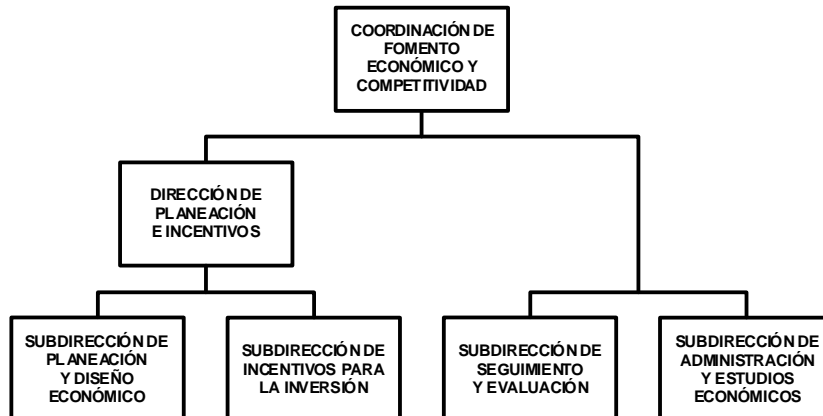 COORDINACIÓN DE
FOMENTO
ECONÓMICO Y
COMPETITIVIDAD
DIRECCIÓN DE
PLANEACIÓN
E INCENTIVOS
SUBDIRECCIÓN DE
PLANEACIÓN
Y DISEÑO
ECONÓMICO
SUBDIRECCIÓN DE
INCENTIVOS PARA
LA INVERSIÓN
SUBDIRECCIÓN DE
SEGUIMIENTO
Y EVALUACIÓN
SUBDIRECCIÓN DE
ADMINISTRACIÓN
Y ESTUDIOS
ECONÓMICOS